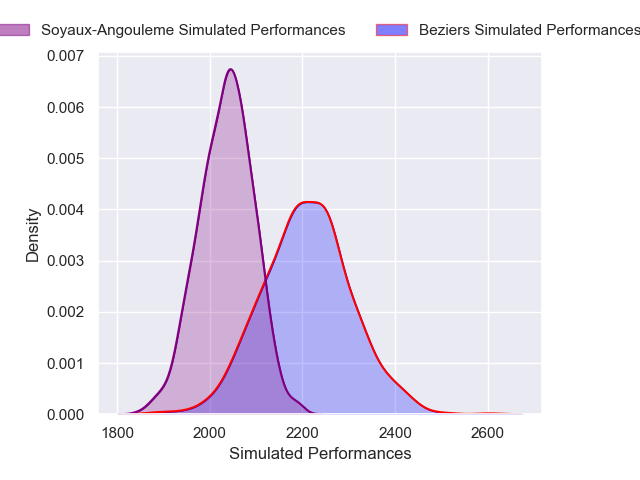 Soyaux-Angouleme Simulated Performances Beziers Simulated Performances
0.007
0.006
0.005
0.004
0.003
0.002
0.001
0.000
Density
1800 2000 2200 2400 2600
Simulated Performances